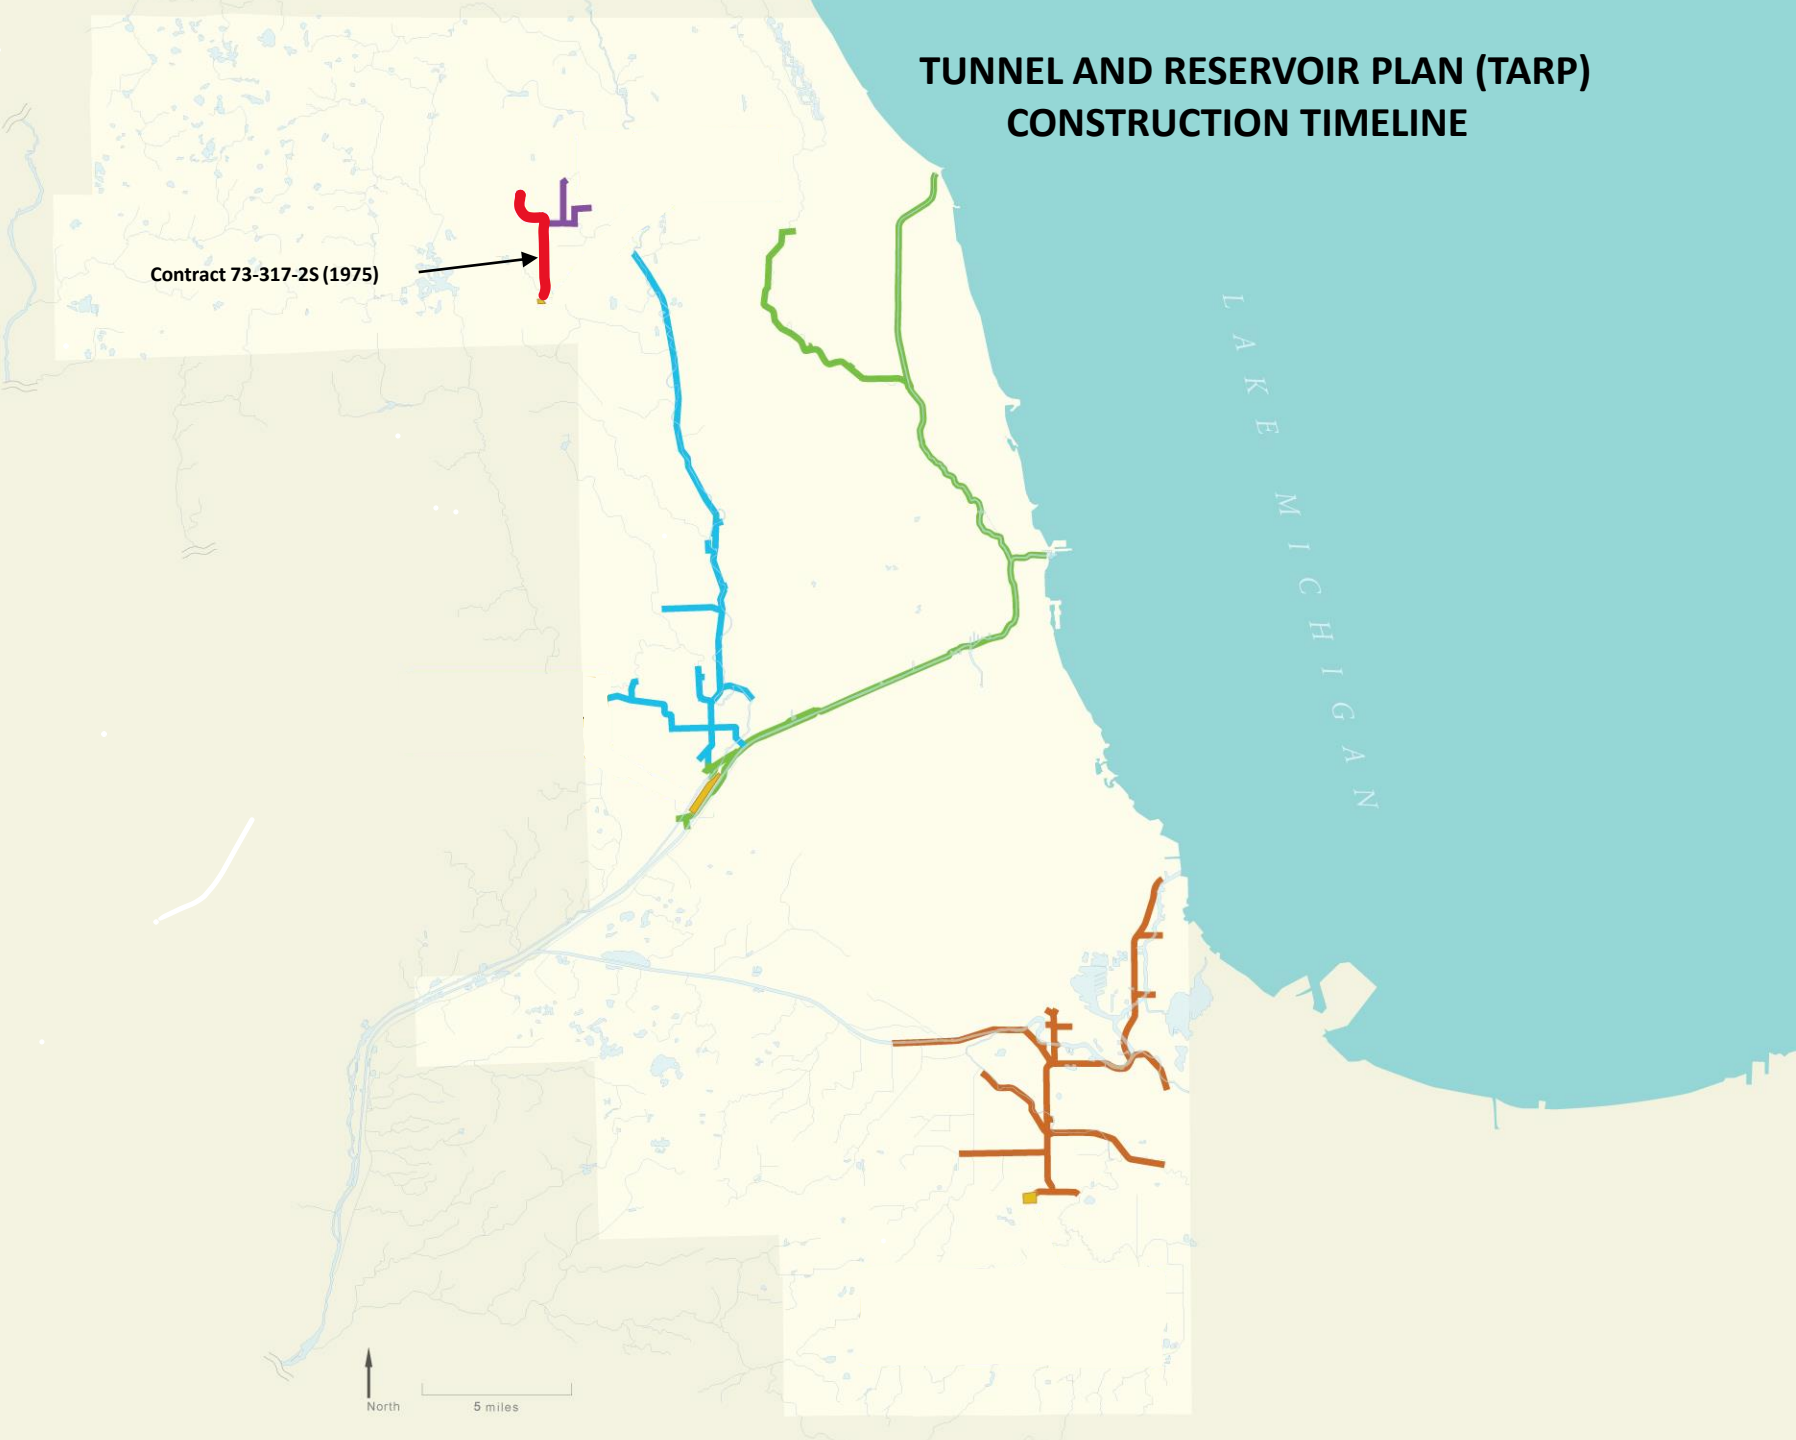 TUNNEL AND RESERVOIR PLAN (TARP)
CONSTRUCTION TIMELINE
Contract 73-317-2S (1975)
LAKE MICHIGAN
North
5 miles